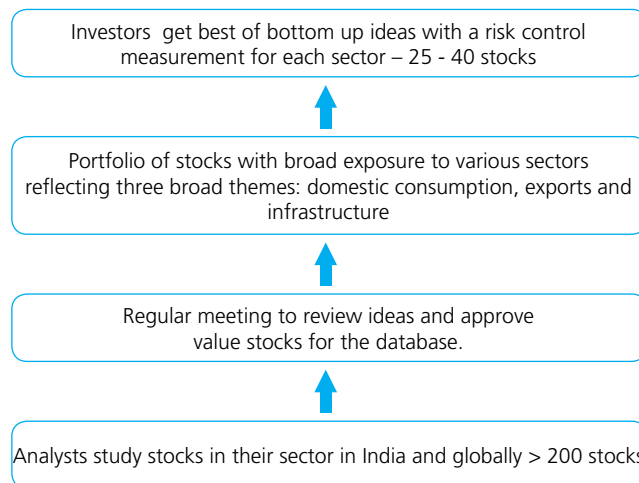 Investors get best of bottom up ideas with a risk control
measurement for each sector – 25 - 40 stocks
Portfolio of stocks with broad exposure to various sectors
reflecting three broad themes: domestic consumption, exports and
infrastructure
Regular meeting to review ideas and approve
value stocks for the database.
Analysts study stocks in their sector in India and globally > 200 stocks